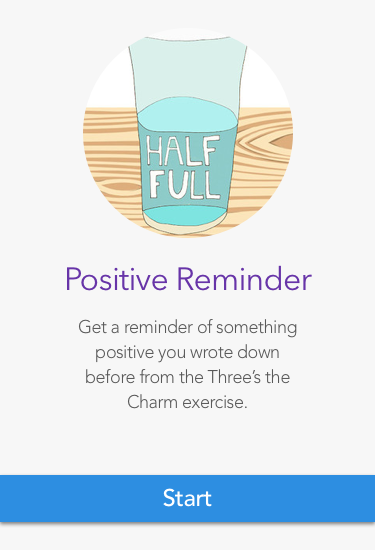 HALF
FULL
Positive Reminder
Get a reminder of something
positive you wrote down
before from the Three’s the
Charm exercise.
Start